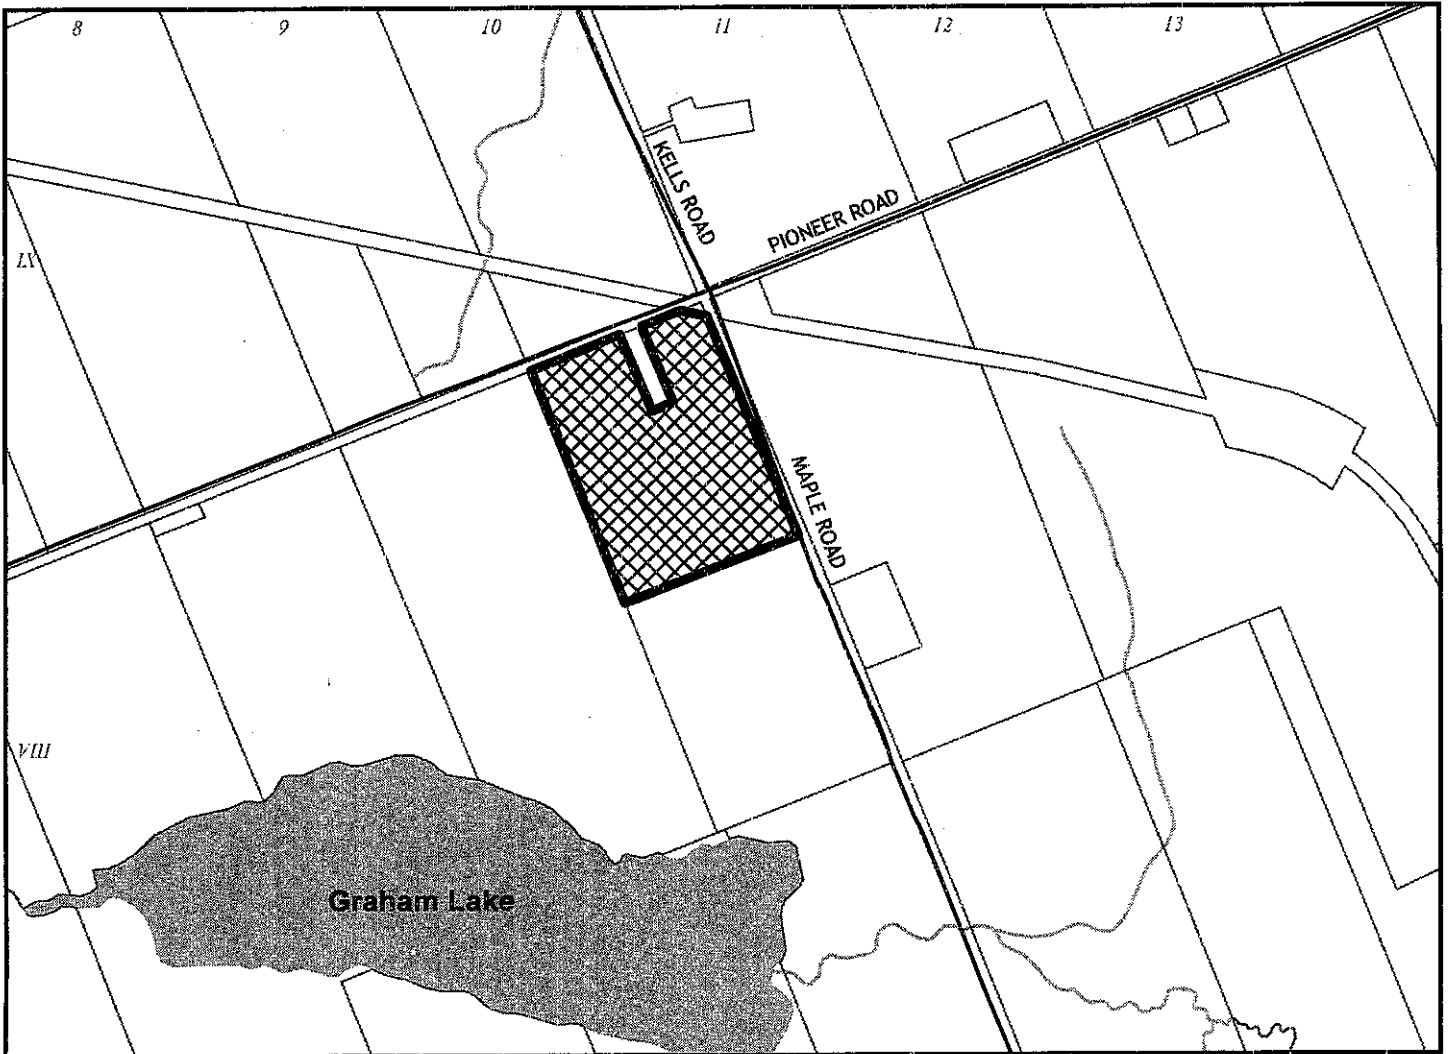 8 9 10 11 12 13
KELLS ROAD
PIONEER ROAD
IX
MAPLE ROAD
VIII
Graham Lake